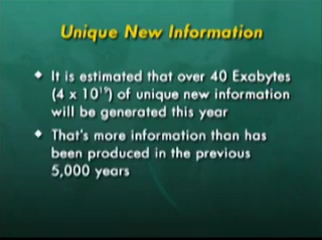 Unique New Information
◆ It is estimated that over 40 Exabytes
(4 x 10¹⁹) of unique new information
will be generated this year
◆ That's more information than has
been produced in the previous
5,000 years